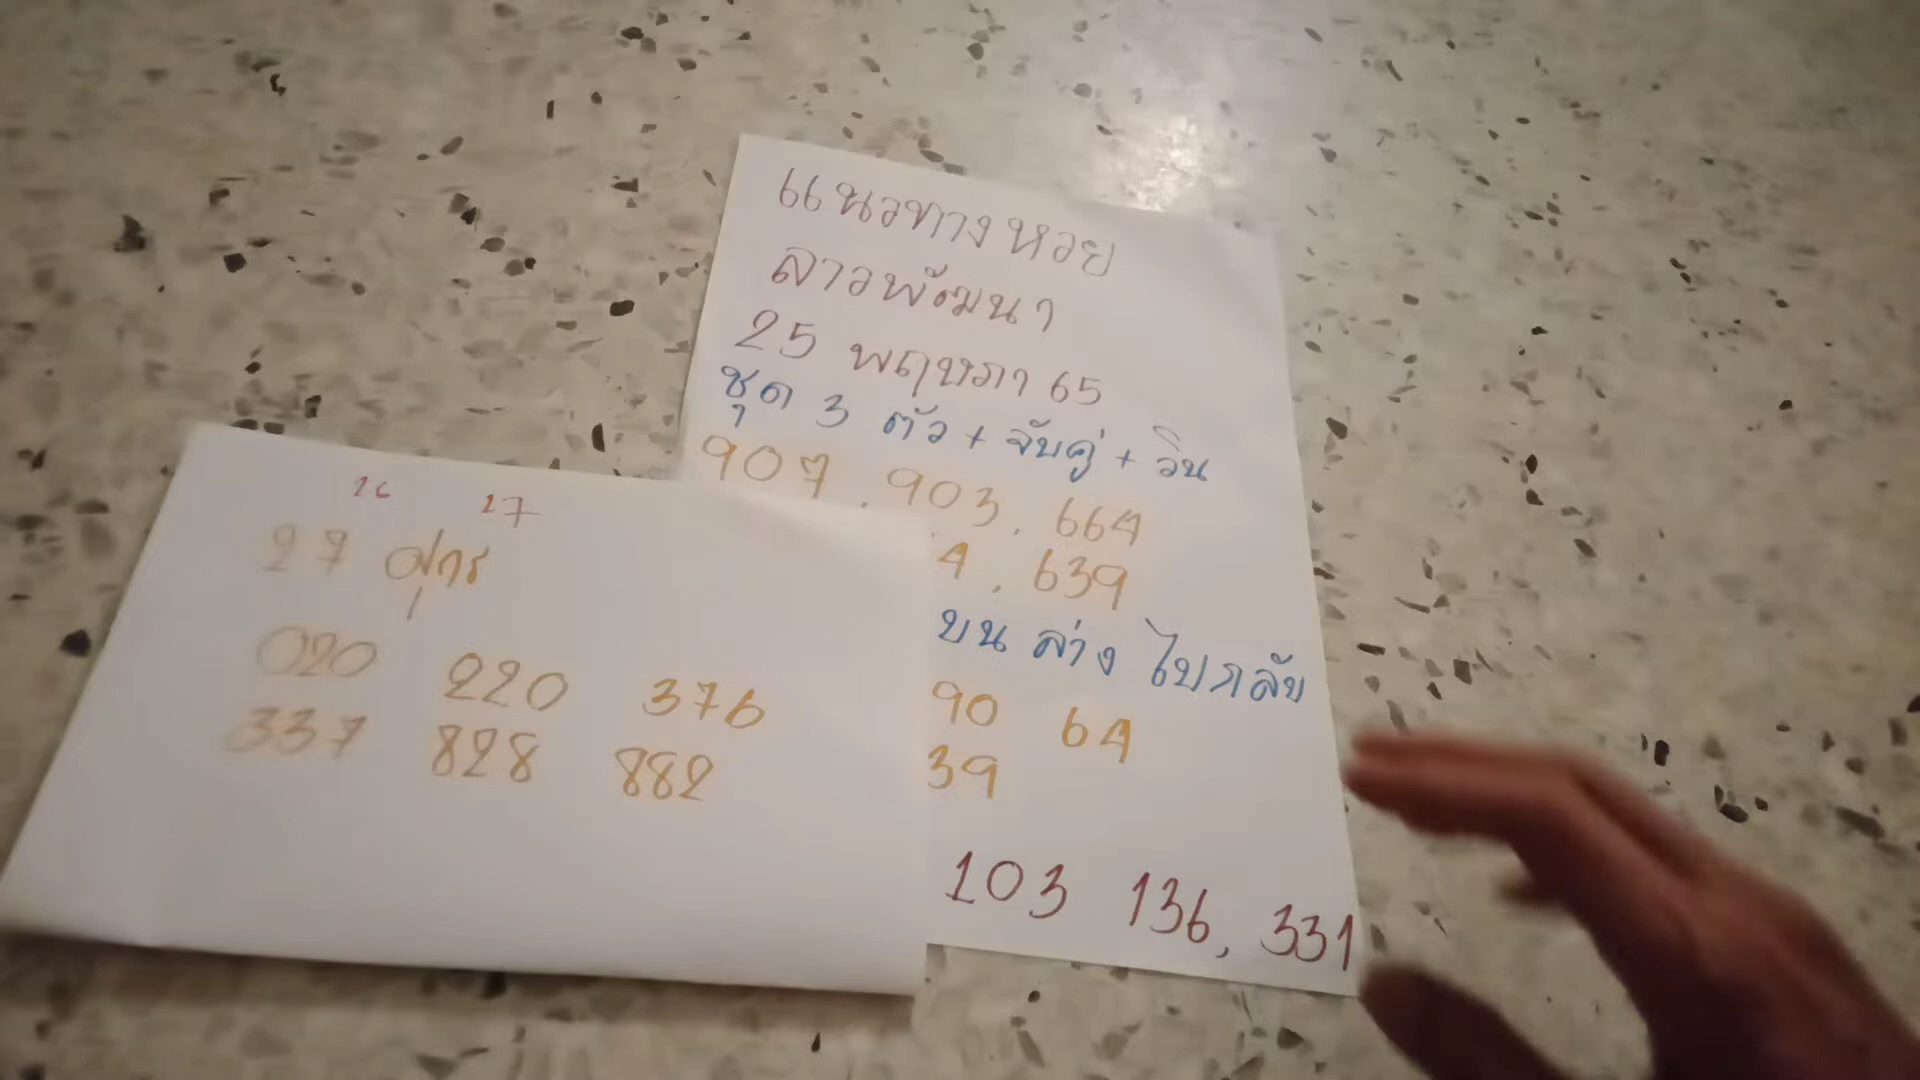 แนวทางหวย
ลาวพัฒนา
25 พฤษภา 65
ชุด 3 ตัว + จับคู่ + วิน
907 . 903 . 664
4 . 639
บน ล่าง ไปกลับ
90 64
39
103 136, 331
26 27
27 ศุกร์
020 220 376
337 828 882